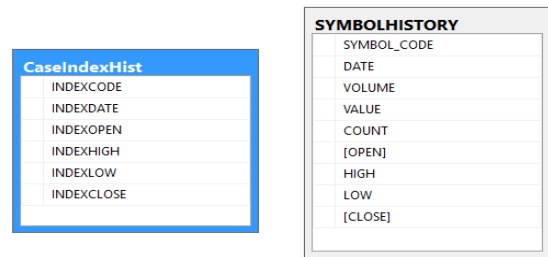 CaseIndexHist
INDEXCODE
INDEXDATE
INDEXOPEN
INDEXHIGH
INDEXLOW
INDEXCLOSE
SYMBOLHISTORY
SYMBOL_CODE
DATE
VOLUME
VALUE
COUNT
[OPEN]
HIGH
LOW
[CLOSE]